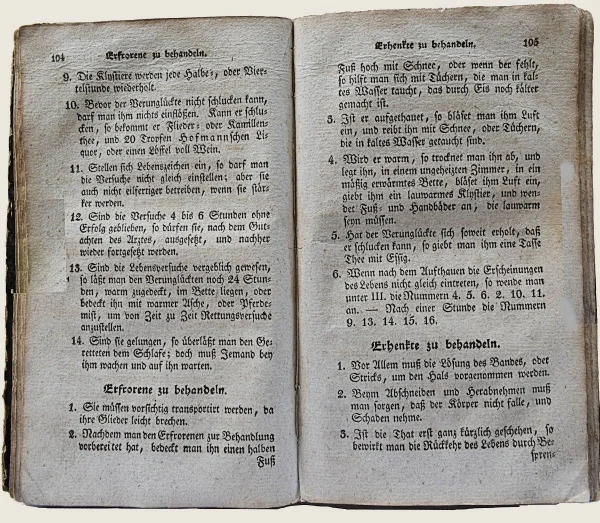 104 Erfrorene zu behandeln.
9. Die Klystiere werden jede Halbe-, oder Vier-
telstunde wiederholt.
10. Bevor der Verunglückte nicht schlucken kann,
darf man ihm nichts einflößen. Kann er schlu-
cken, so bekommt er Flieder- oder Kamillen-
thee, und 20 Tropfen Hofmannschen Li-
quor, oder einen Löffel voll Wein.
11. Stellen sich Lebenszeichen ein, so darf man
die Versuche nicht gleich einstellen; aber sie
auch nicht eilfertiger betreiben, wenn sie stär-
ker werden.
12. Sind die Versuche 4 bis 6 Stunden ohne
Erfolg geblieben, so dürfen sie, nach dem Gut-
achten des Arztes, ausgesetzt, und nachher
wieder fortgesetzt werden.
13. Sind die Lebensversuche vergeblich gewesen,
so läßt man den Verunglückten noch 24 Stun-
den, warm zugedeckt, im Bette liegen, oder
bedeckt ihn mit warmer Asche, oder Pferde-
mist, um von Zeit zu Zeit Rettungsversuche
anzustellen.
14. Sind sie gelungen, so überläßt man den Ge-
retteten dem Schlafe; doch muß Jemand bey
ihm wachen und auf ihn warten.
Erfrorene zu behandeln.
1. Sie müssen vorsichtig transportirt werden, da
ihre Glieder leicht brechen.
2. Nachdem man den Erfrorenen zur Behandlung
vorbereitet hat, bedeckt man ihn einen halben
Fuß
Erhenkte zu behandeln. 105
Fuß hoch mit Schnee, oder wenn der fehlt,
so hilft man sich mit Tüchern, die man in kal-
tes Wasser taucht, das durch Eis noch kälter
gemacht ist.
3. Ist er aufgethauet, so bläset man ihm Luft
ein, und reibt ihn mit Schnee, oder Tüchern,
die in kaltes Wasser getaucht sind.
4. Wird er warm, so trocknet man ihn ab, und
legt ihn, in einem ungeheizten Zimmer, in ein
mäßig erwärmtes Bette, bläset ihm Luft ein,
giebt ihm ein lauwarmes Klystier, und wen-
det Fuß- und Handbäder an, die lauwarm
seyn müssen.
5. Hat der Verunglückte sich soweit erholt, daß
er schlucken kann, so giebt man ihm eine Tasse
Thee mit Essig.
6. Wenn nach dem Aufthauen die Erscheinungen
des Lebens nicht gleich eintreten, so wende man
unter III. die Nummern 4. 5. 6. 2. 10. 11.
an. — Nach einer Stunde die Nummern
9. 13. 14. 15. 16.
Erhenkte zu behandeln.
1. Vor Allem muß die Lösung des Bandes, oder
Stricks, um den Hals vorgenommen werden.
2. Beym Abschneiden und Herabnehmen muß
man sorgen, daß der Körper nicht falle, und
Schaden nehme.
3. Ist die That erst ganz kürzlich geschehen, so
bewirkt man die Rückkehr des Lebens durch Be-
spren-